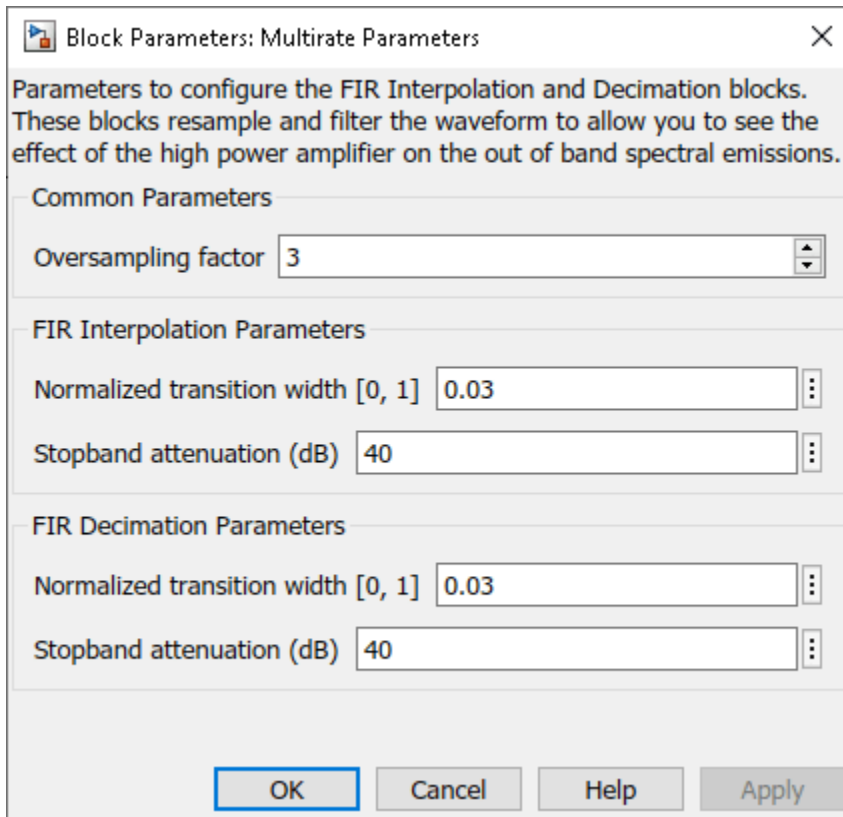 Block Parameters: Multirate Parameters
Parameters to configure the FIR Interpolation and Decimation blocks.
These blocks resample and filter the waveform to allow you to see the
effect of the high power amplifier on the out of band spectral emissions.
Common Parameters
Oversampling factor 3
FIR Interpolation Parameters
Normalized transition width [0, 1] 0.03
Stopband attenuation (dB) 40
FIR Decimation Parameters
Normalized transition width [0, 1] 0.03
Stopband attenuation (dB) 40
OK Cancel Help Apply